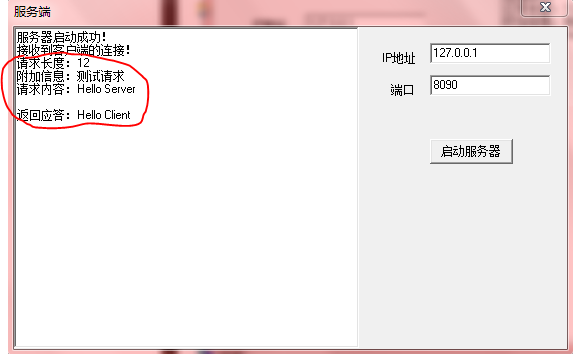 服务端
服务器启动成功！
接收到客户端的连接！
请求长度：12
附加信息：测试请求
请求内容：Hello Server
返回应答：Hello Client
IP地址
127.0.0.1
端口
8090
启动服务器